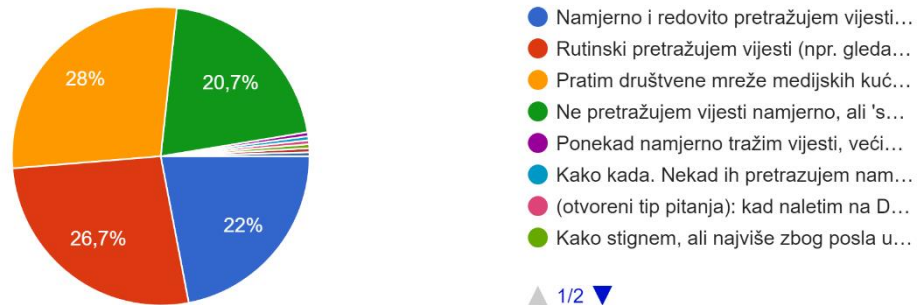 28%
20,7%
26,7%
22%
Namjerno i redovito pretražujem vijesti…
Rutinski pretražujem vijesti (npr. gleda…
Pratim društvene mreže medijskih kuć…
Ne pretražujem vijesti namjerno, ali 's…
Ponekad namjerno tražim vijesti, veći…
Kako kada. Nekad ih pretrazujem nam…
(otvoreni tip pitanja): kad naletim na D…
Kako stignem, ali najviše zbog posla u…
1/2